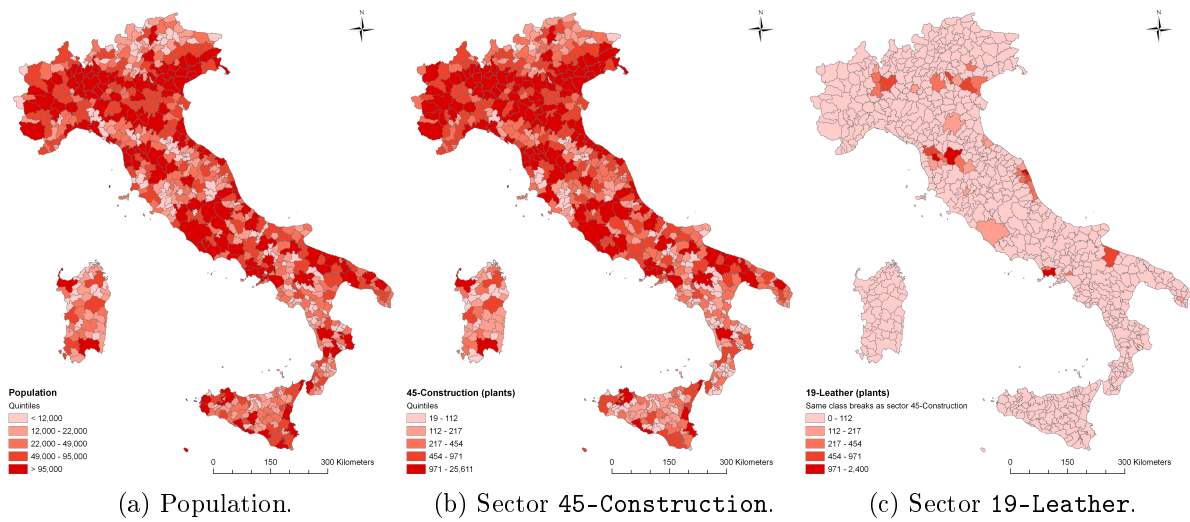 N
Population
Quintiles
< 12,000
12,000 - 22,000
22,000 - 49,000
49,000 - 95,000
> 95,000
0 150 300 Kilometers
(a) Population.
N
45-Construction (plants)
Quintiles
19 - 112
112 - 217
217 - 454
454 - 971
971 - 25,611
0 150 300 Kilometers
(b) Sector 45-Construction.
N
19-Leather (plants)
Same class breaks as sector 45-Construction
0 - 112
112 - 217
217 - 454
454 - 971
971 - 2,400
0 150 300 Kilometers
(c) Sector 19-Leather.